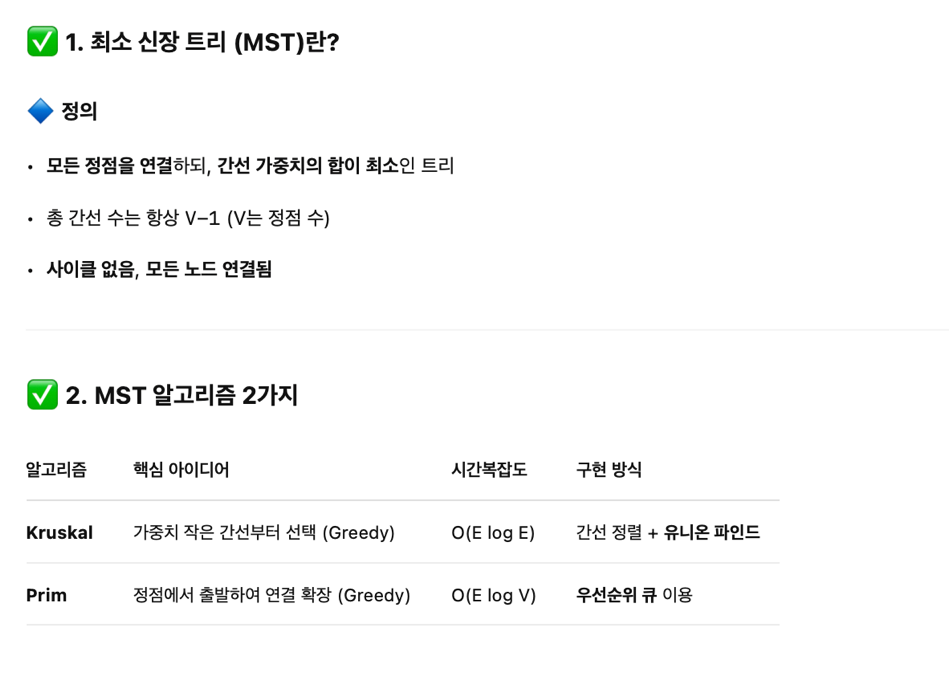 ✅ 1. 최소 신장 트리 (MST)란?
🔷 정의
• 모든 정점을 연결하되, 간선 가중치의 합이 최소인 트리
• 총 간선 수는 항상 V−1 (V는 정점 수)
• 사이클 없음, 모든 노드 연결됨
✅ 2. MST 알고리즘 2가지
알고리즘 핵심 아이디어 시간복잡도 구현 방식
Kruskal 가중치 작은 간선부터 선택 (Greedy) O(E log E) 간선 정렬 + 유니온 파인드
Prim 정점에서 출발하여 연결 확장 (Greedy) O(E log V) 우선순위 큐 이용